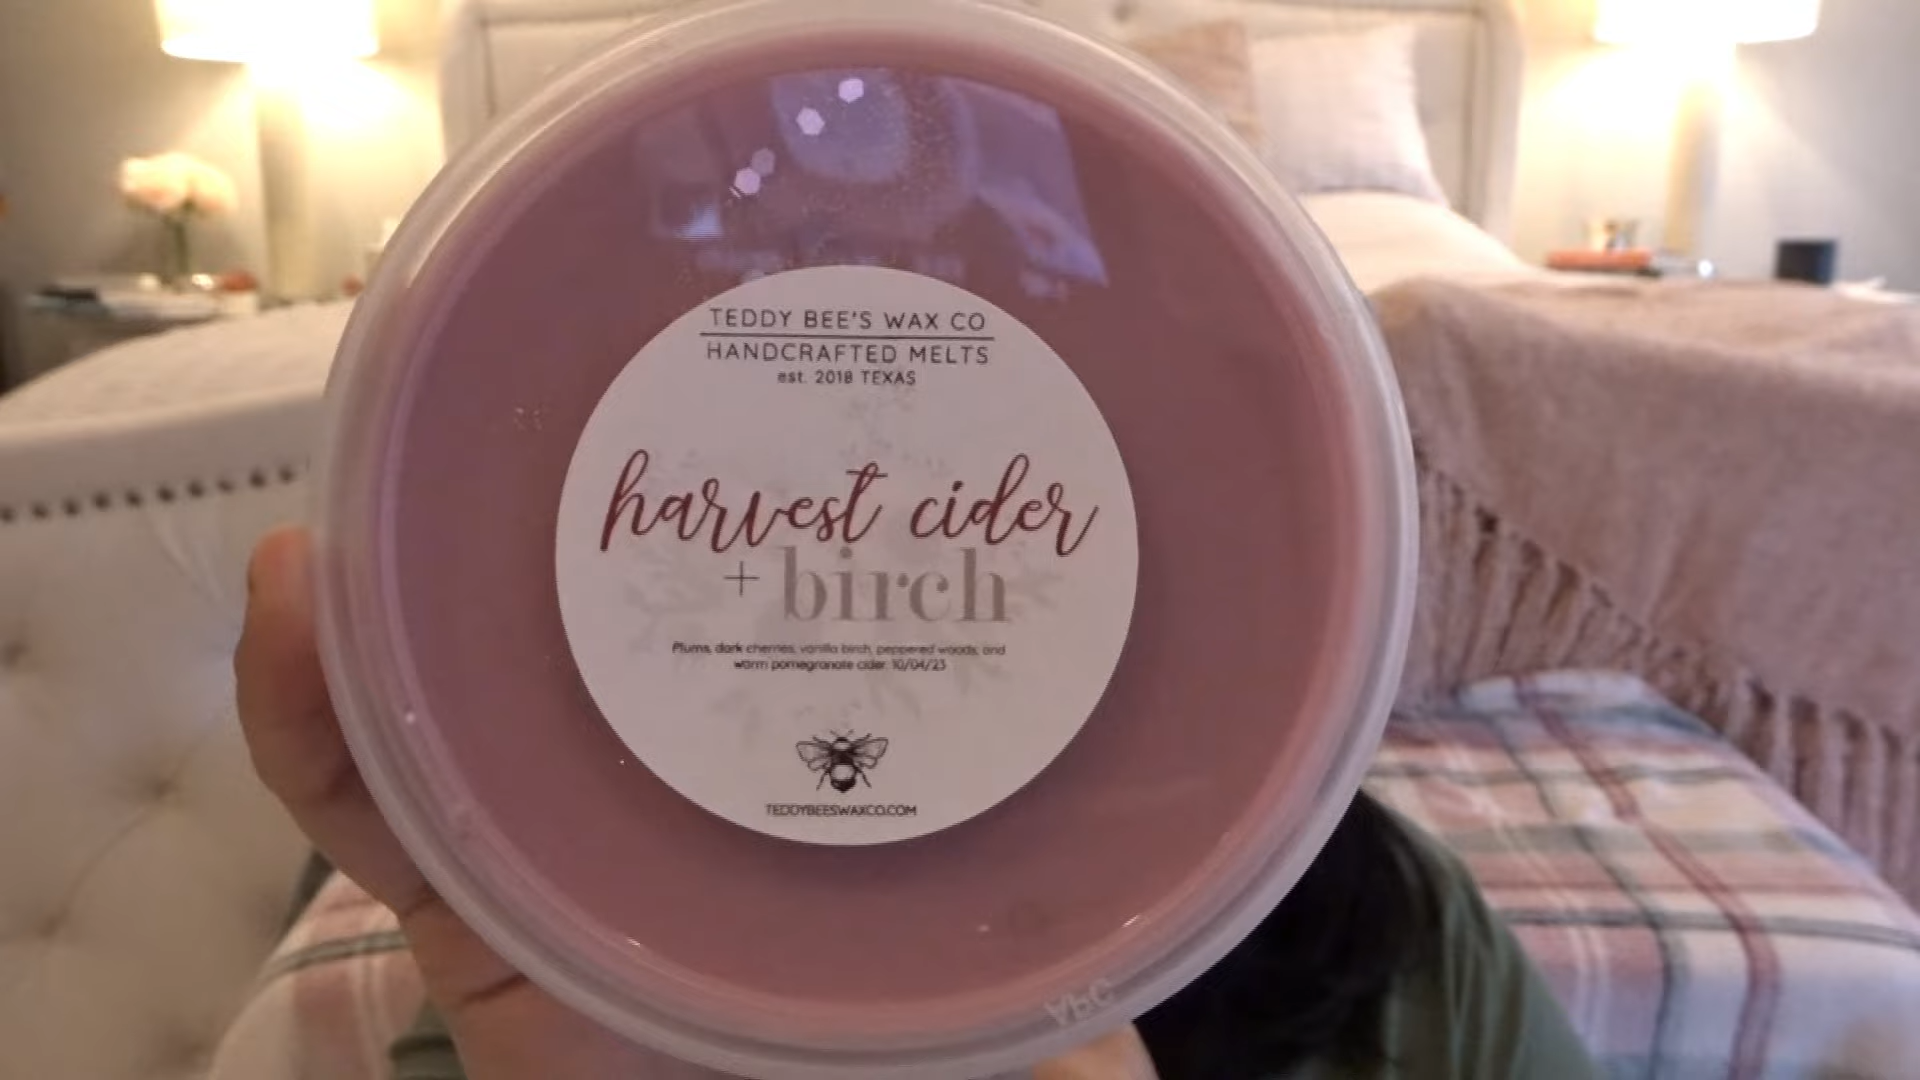 TEDDY BEE'S WAX CO
HANDCRAFTED MELTS
est. 2018 TEXAS
harvest cider
+ birch
Plums, dark cherries, vanilla birch, peppered woods, and
warm pomegranate cider. 10/04/23
TEDDYBEESWAXCO.COM